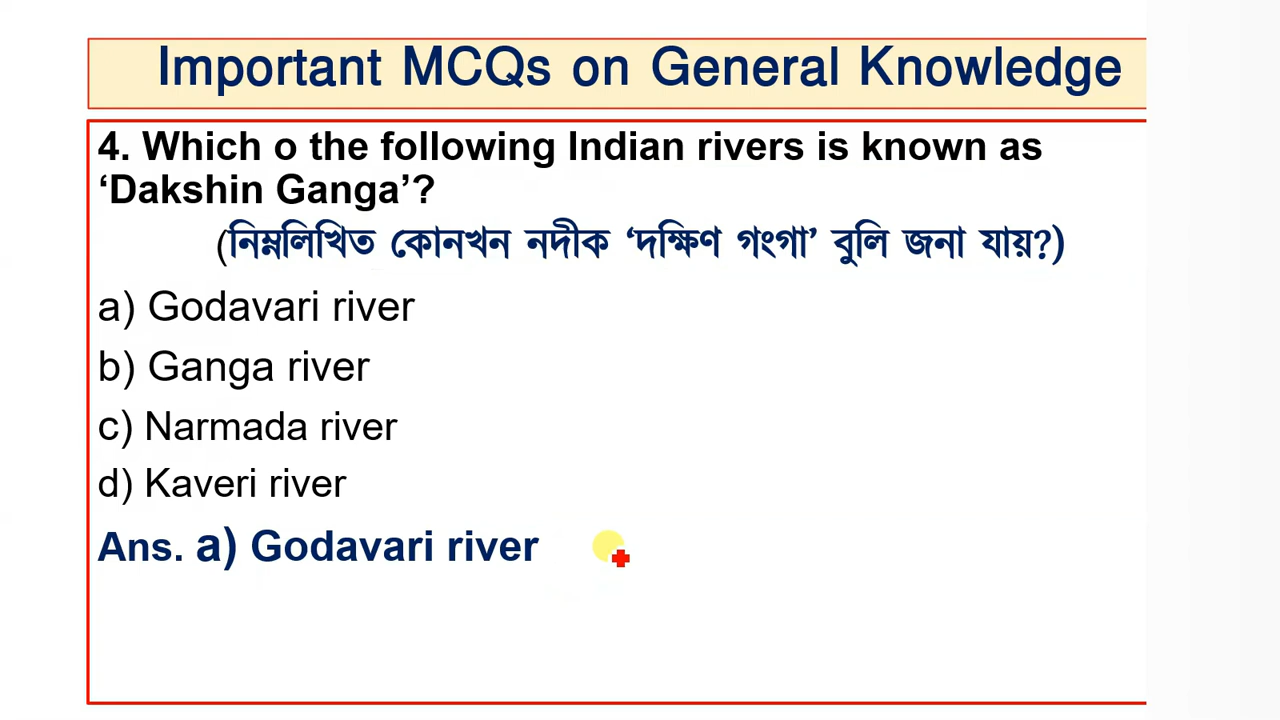 Important MCQs on General Knowledge
4. Which o the following Indian rivers is known as
‘Dakshin Ganga’?
(নিম্নলিখিত কোনখন নদীক ‘দক্ষিণ গংগা’ বুলি জনা যায়?)
a) Godavari river
b) Ganga river
c) Narmada river
d) Kaveri river
Ans. a) Godavari river